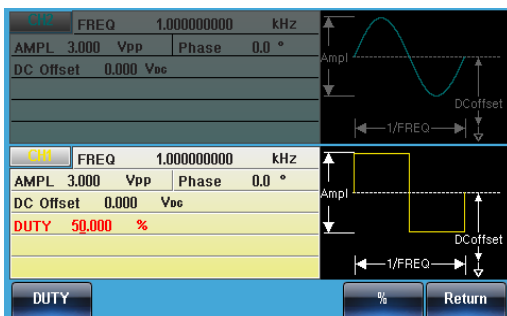 CH2 FREQ 1.000000000 kHz
AMPL 3.000 Vpp Phase 0.0 °
DC Offset 0.000 VDC
Ampl
DCoffset
1/FREQ
CH1 FREQ 1.000000000 kHz
AMPL 3.000 Vpp Phase 0.0 °
DC Offset 0.000 VDC
DUTY 50.000 %
Ampl
DCoffset
1/FREQ
DUTY % Return